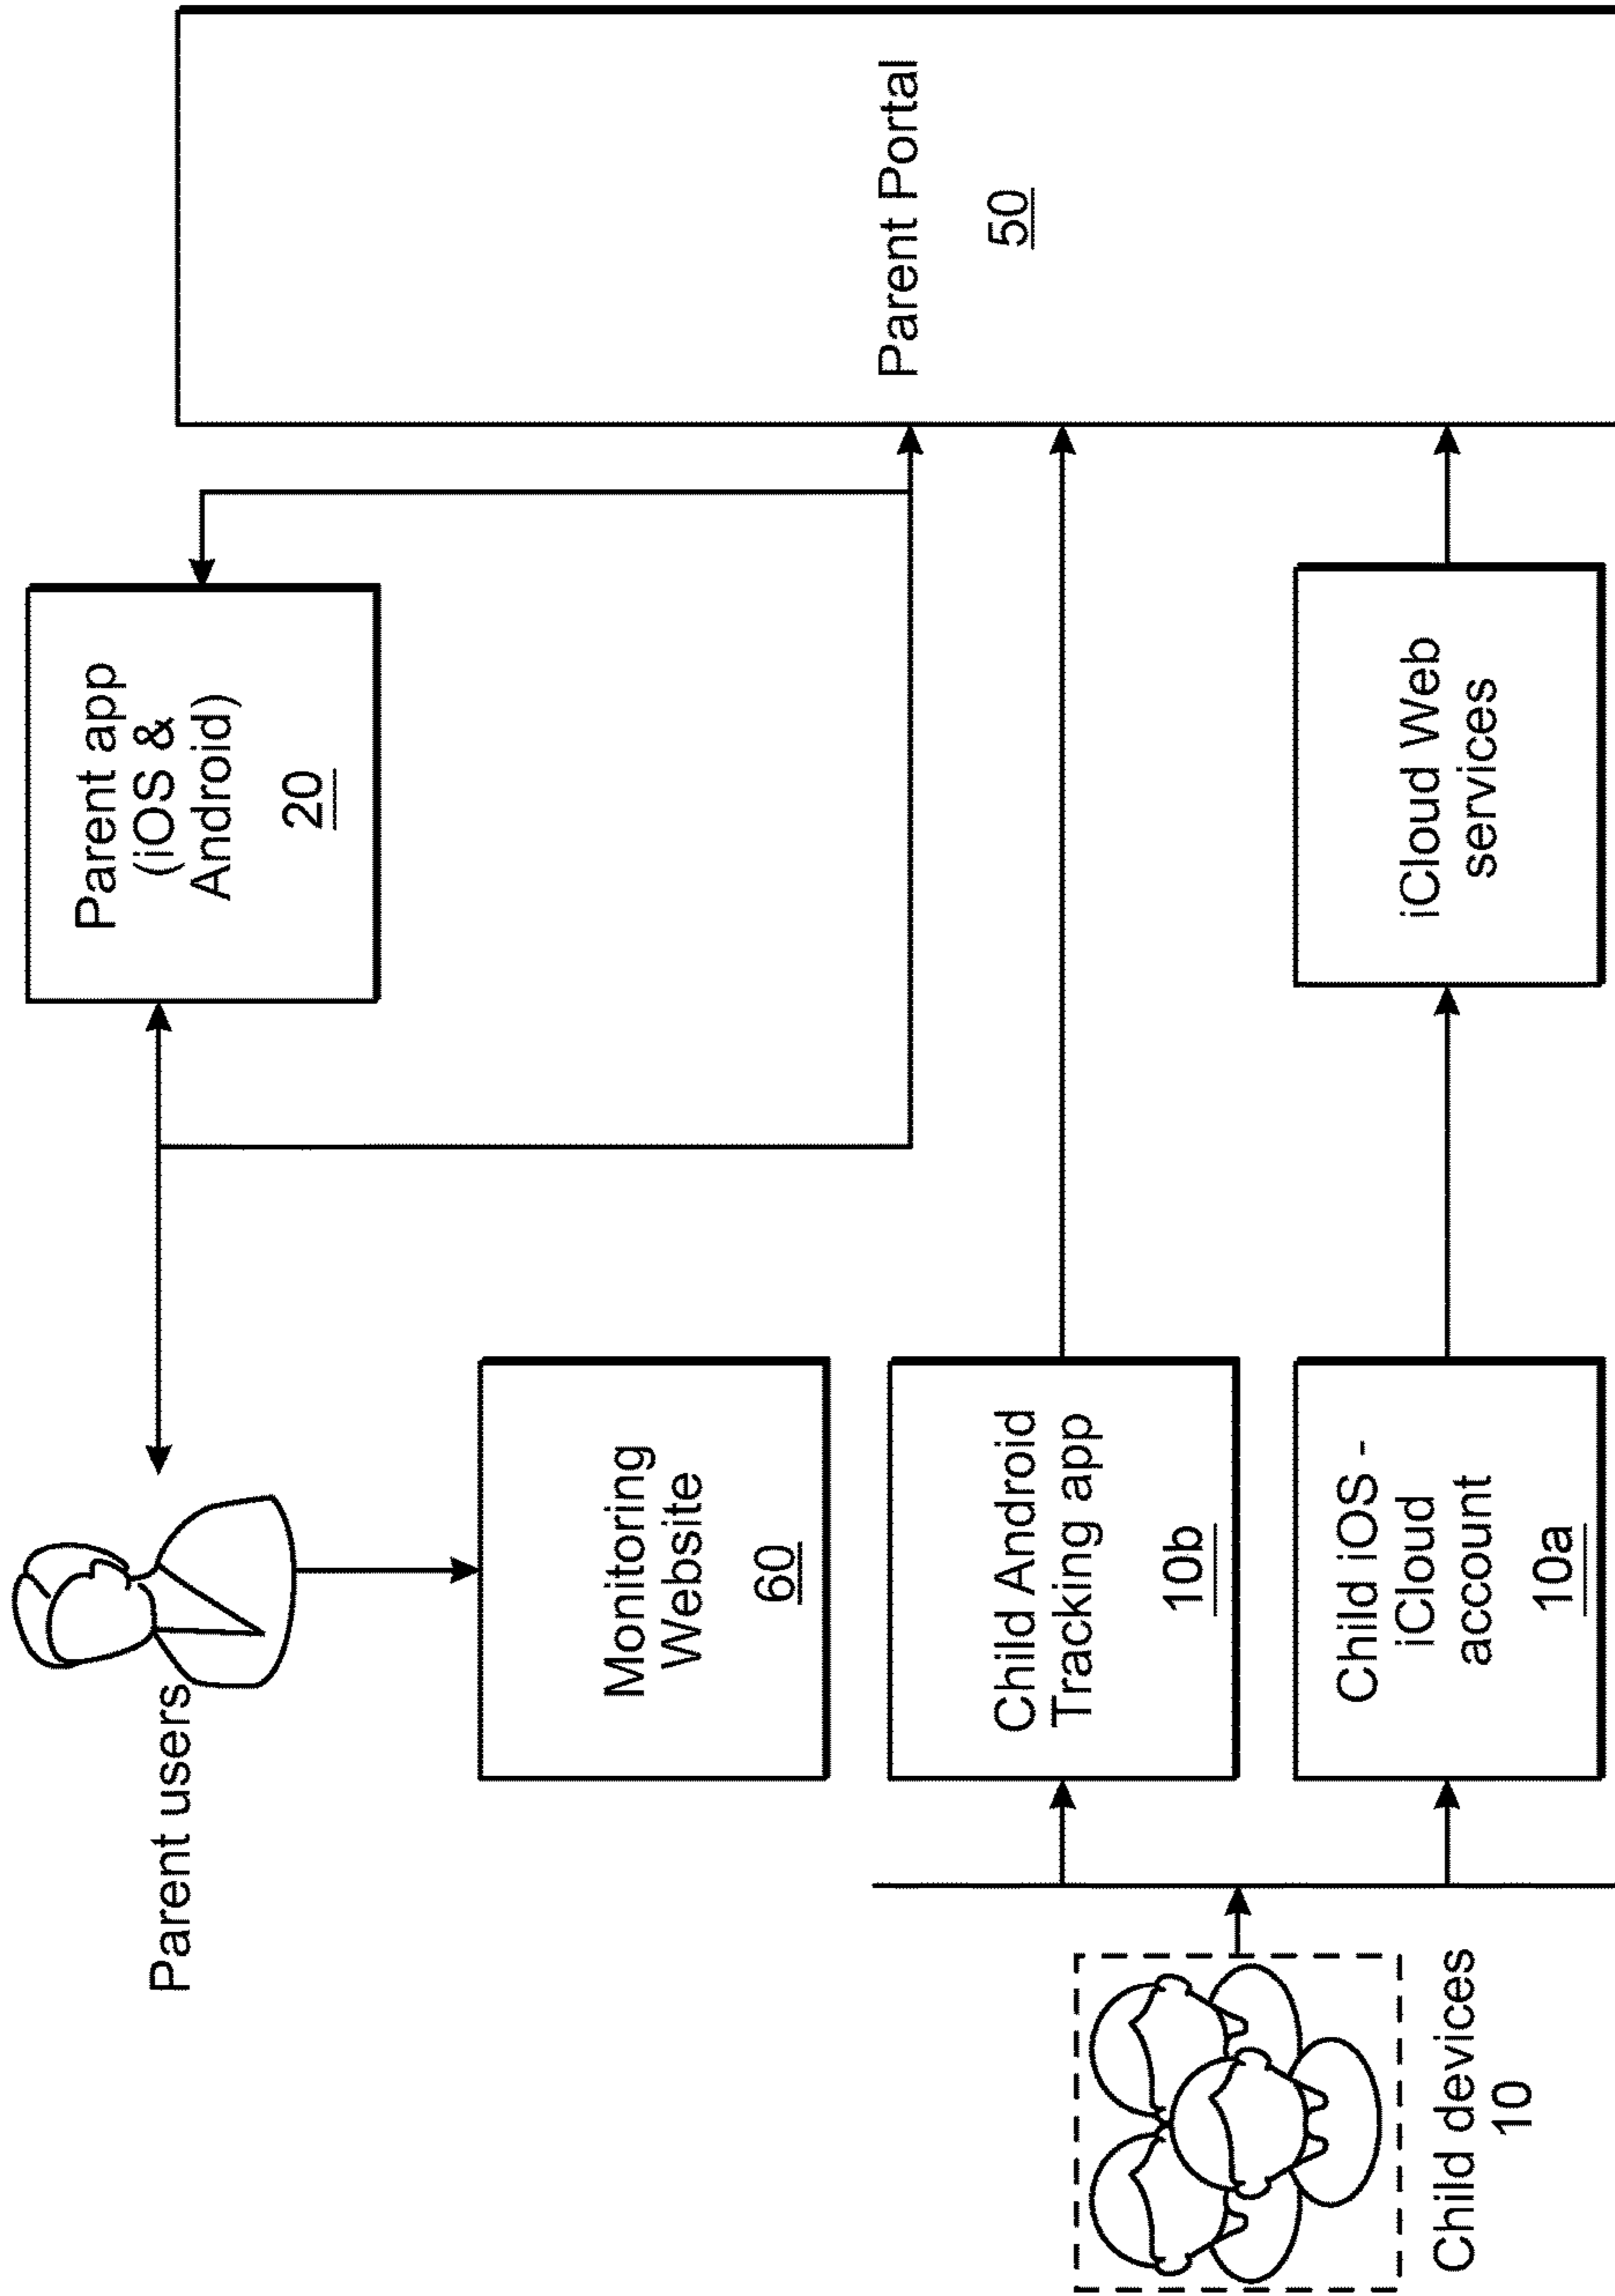 Parent users
Parent app
(iOS &
Android)
20
Monitoring
Website
60
Parent Portal
50
Child Android
Tracking app
10b
Child iOS -
iCloud
account
10a
iCloud Web
services
Child devices
10